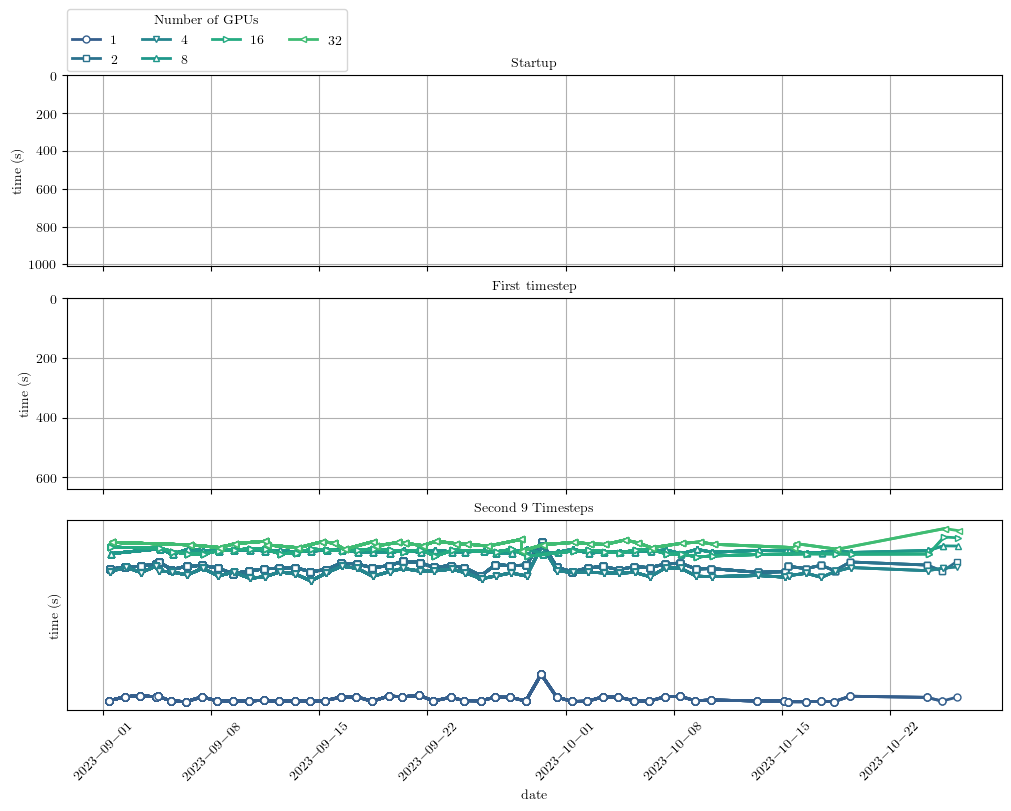 Number of GPUs
1 4 16 32
2 8
Startup
0
200
400
600
800
1000
time (s)
First timestep
0
200
400
600
time (s)
Second 9 Timesteps
time (s)
2023−09−01 2023−09−08 2023−09−15 2023−09−22 2023−10−01 2023−10−08 2023−10−15 2023−10−22
date